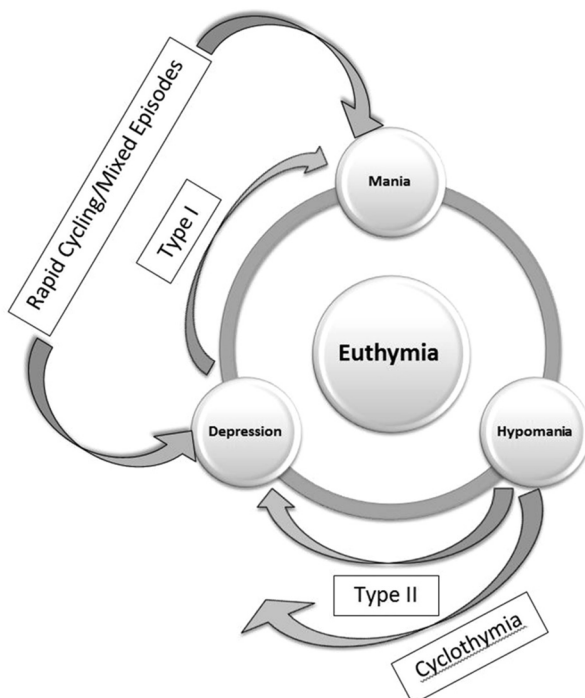 Rapid Cycling/Mixed Episodes
Type I
Mania
Euthymia
Depression
Hypomania
Type II
Cyclothymia